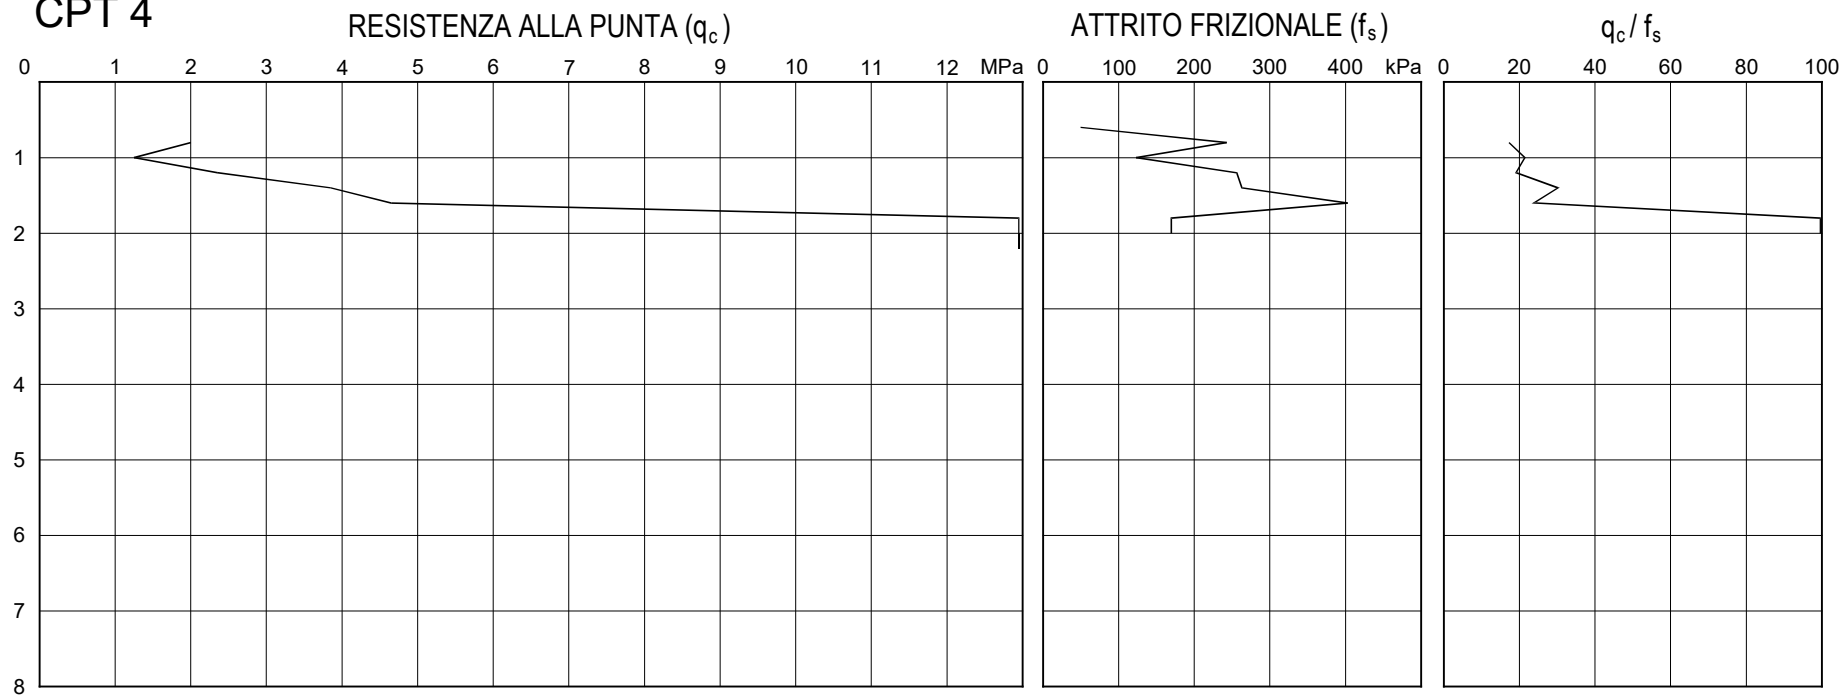 CPT 4
RESISTENZA ALLA PUNTA (qc)
ATTRITO FRIZIONALE (fs)
qc / fs
0 1 2 3 4 5 6 7 8 9 10 11 12 MPa
0 100 200 300 400 kPa
0 20 40 60 80 100
1
2
3
4
5
6
7
8